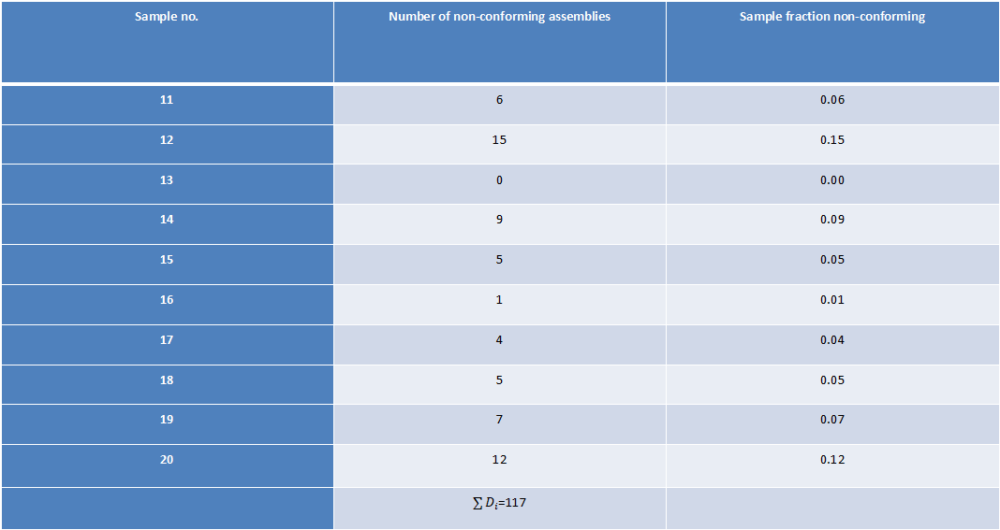 Sample no. Number of non-conforming assemblies Sample fraction non-conforming
11 6 0.06
12 15 0.15
13 0 0.00
14 9 0.09
15 5 0.05
16 1 0.01
17 4 0.04
18 5 0.05
19 7 0.07
20 12 0.12
∑ Dᵢ=117